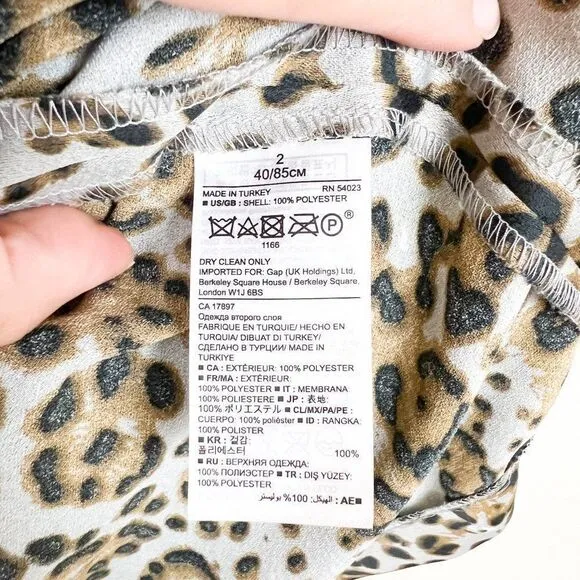 2
40/85CM
MADE IN TURKEY RN 54023
■ US/GB : SHELL: 100% POLYESTER
P ®
1166
DRY CLEAN ONLY
IMPORTED FOR: Gap (UK Holdings) Ltd,
Berkeley Square House / Berkeley Square,
London W1J 6BS
CA 17897
Одежда второго слоя
FABRIQUE EN TURQUIE/ HECHO EN
TURQUÍA/ DIBUAT DI TURKEY/
СДЕЛАНО В ТУРЦИИ/ MADE IN
TURKIYE
■ CA : EXTÉRIEUR: 100% POLYESTER
■ FR/MA : EXTÉRIEUR:
100% POLYESTER ■ IT : MEMBRANA
POLIESTERE ■ JP : 表地:
100% ポリエステル ■ CL/MX/PA/PE :
CUERPO: 100% poliéster ■ ID : RANGKA:
100% POLISTER
■ KR : 겉감:
폴리에스터 100%
■ RU : ВЕРХНЯЯ ОДЕЖДА:
100% ПОЛИЭСТЕР ■ TR : DIŞ YÜZEY:
100% POLYESTER
■ AE: الهيكل: 100% بوليستر